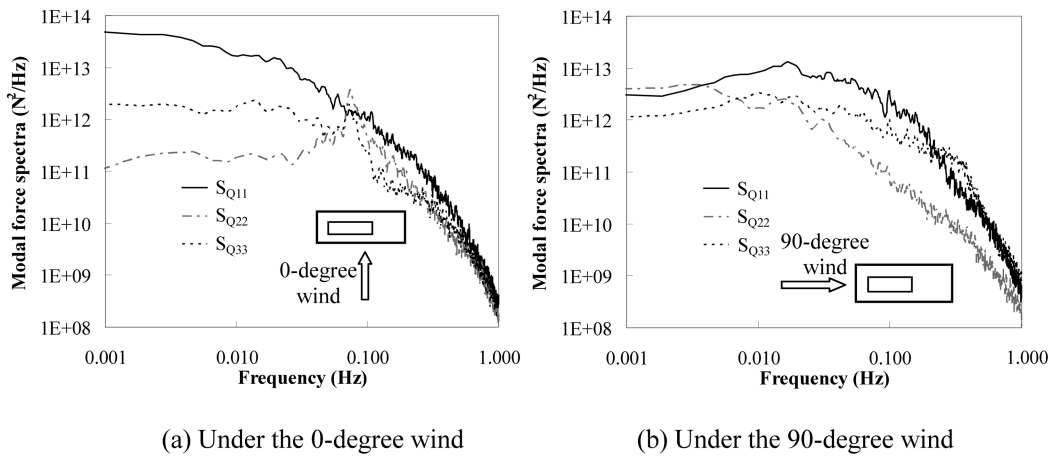 Modal force spectra (N²/Hz)
1E+14
1E+13
1E+12
1E+11
1E+10
1E+09
1E+08
S_Q11
S_Q22
S_Q33
0-degree
wind
0.001
0.010
0.100
1.000
Frequency (Hz)
(a) Under the 0-degree wind
Modal force spectra (N²/Hz)
1E+14
1E+13
1E+12
1E+11
1E+10
1E+09
1E+08
S_Q11
S_Q22
S_Q33
90-degree
wind
0.001
0.010
0.100
1.000
Frequency (Hz)
(b) Under the 90-degree wind